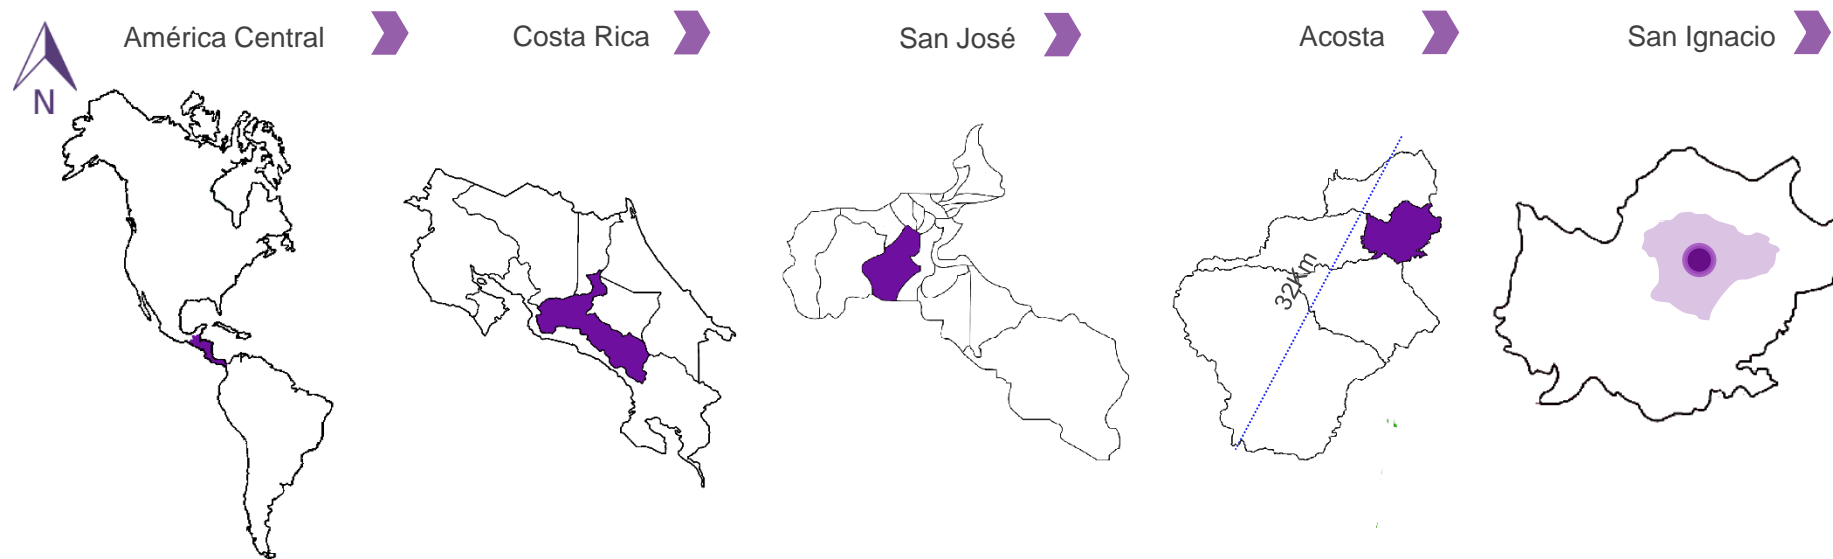 América Central
Costa Rica
San José
Acosta
San Ignacio
N
32Km